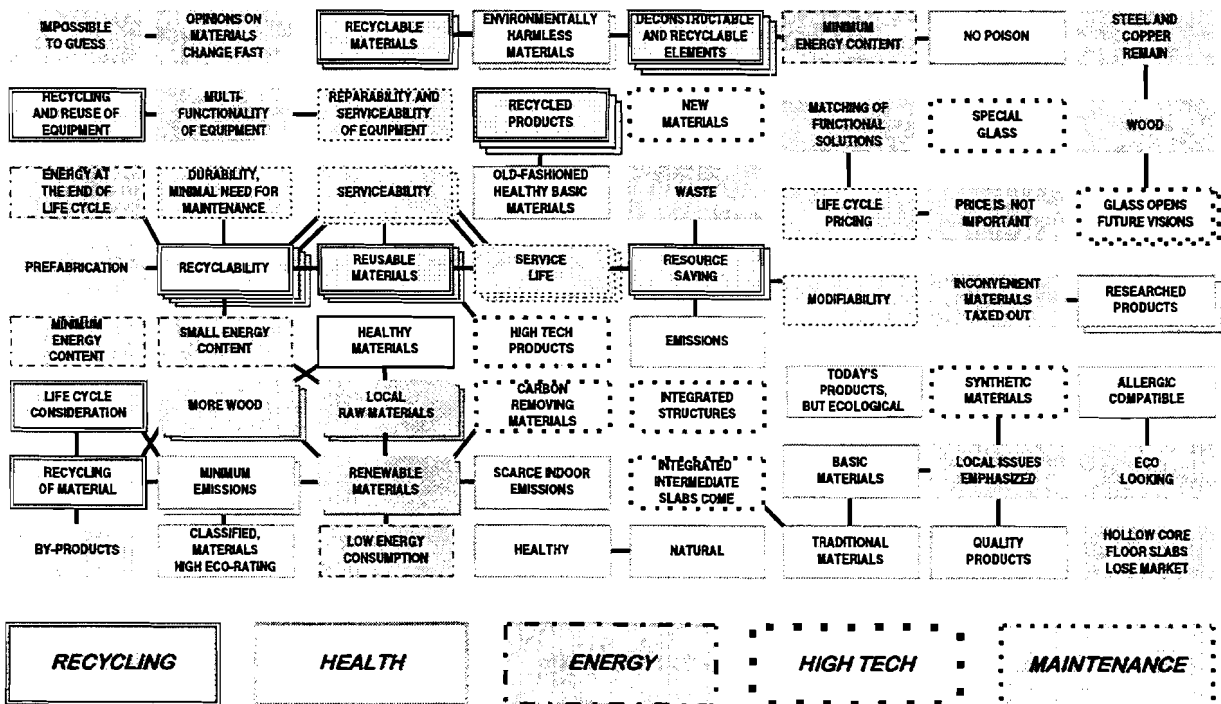 IMPOSSIBLE
TO GUESS
OPINIONS ON
MATERIALS
CHANGE FAST
RECYCLABLE
MATERIALS
ENVIRONMENTALLY
HARMLESS
MATERIALS
DECONSTRUCTABLE
AND RECYCLABLE
ELEMENTS
MINIMUM
ENERGY CONTENT
NO POISON
STEEL AND
COPPER
REMAIN
RECYCLING
AND REUSE OF
EQUIPMENT
MULTI-
FUNCTIONALITY
OF EQUIPMENT
REPARABILITY AND
SERVICEABILITY
OF EQUIPMENT
RECYCLED
PRODUCTS
NEW
MATERIALS
MATCHING OF
FUNCTIONAL
SOLUTIONS
SPECIAL
GLASS
WOOD
ENERGY AT
THE END OF
LIFE CYCLE
DURABILITY,
MINIMAL NEED FOR
MAINTENANCE
SERVICEABILITY
OLD-FASHIONED
HEALTHY BASIC
MATERIALS
WASTE
LIFE CYCLE
PRICING
PRICE IS NOT
IMPORTANT
GLASS OPENS
FUTURE VISIONS
PREFABRICATION
RECYCLABILITY
REUSABLE
MATERIALS
SERVICE
LIFE
RESOURCE
SAVING
MODIFIABILITY
INCONVENIENT
MATERIALS
TAXED OUT
RESEARCHED
PRODUCTS
MINIMUM
ENERGY
CONTENT
SMALL ENERGY
CONTENT
HEALTHY
MATERIALS
HIGH TECH
PRODUCTS
EMISSIONS
LIFE CYCLE
CONSIDERATION
MORE WOOD
LOCAL
RAW MATERIALS
CARBON
REMOVING
MATERIALS
INTEGRATED
STRUCTURES
TODAY'S
PRODUCTS,
BUT ECOLOGICAL
SYNTHETIC
MATERIALS
ALLERGIC
COMPATIBLE
RECYCLING
OF MATERIAL
MINIMUM
EMISSIONS
RENEWABLE
MATERIALS
SCARCE INDOOR
EMISSIONS
INTEGRATED
INTERMEDIATE
SLABS COME
BASIC
MATERIALS
LOCAL ISSUES
EMPHASIZED
ECO
LOOKING
BY-PRODUCTS
CLASSIFIED,
MATERIALS
HIGH ECO-RATING
LOW ENERGY
CONSUMPTION
HEALTHY
NATURAL
TRADITIONAL
MATERIALS
QUALITY
PRODUCTS
HOLLOW CORE
FLOOR SLABS
LOSE MARKET
RECYCLING
HEALTH
ENERGY
HIGH TECH
MAINTENANCE